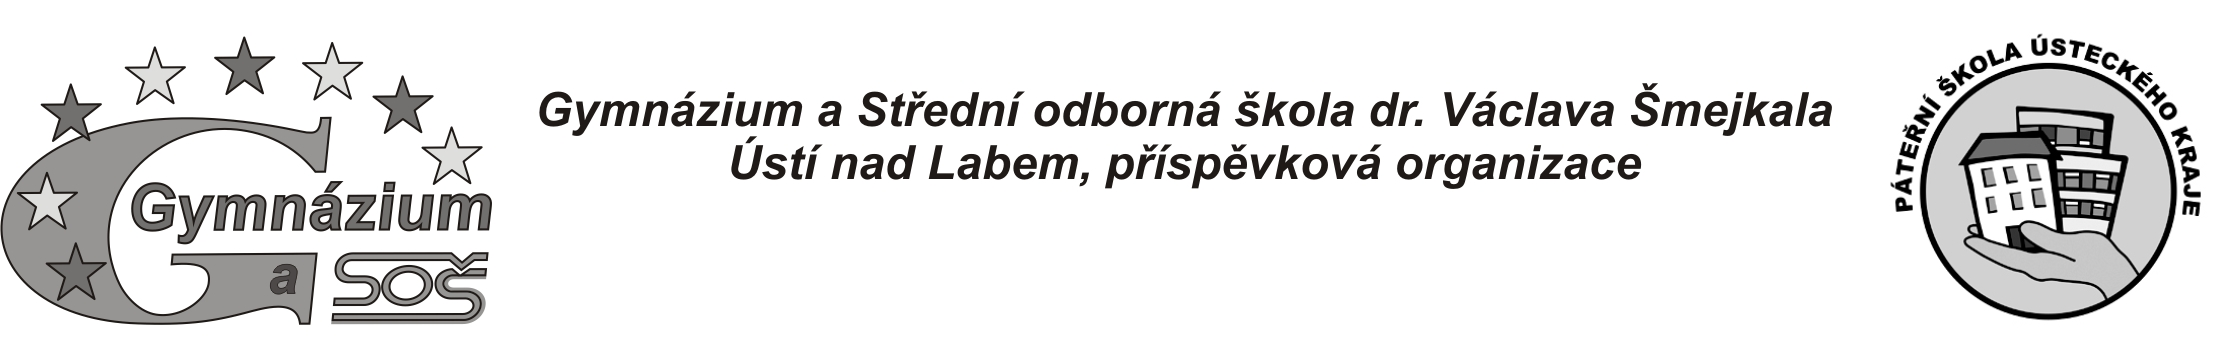 Gymnázium
a SOŠ
Gymnázium a Střední odborná škola dr. Václava Šmejkala
Ústí nad Labem, příspěvková organizace
PÁTEŘNÍ ŠKOLA ÚSTECKÉHO KRAJE